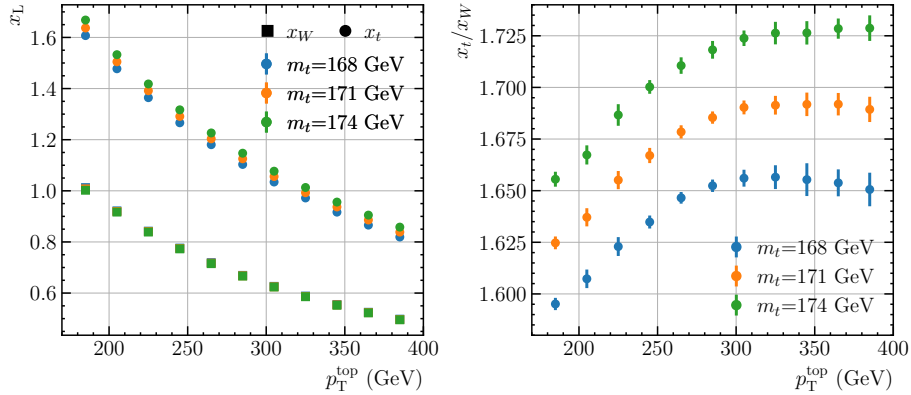 x_L
1.6
1.4
1.2
1.0
0.8
0.6
200 250 300 350 400
p_T^top (GeV)
x_W x_t
m_t=168 GeV
m_t=171 GeV
m_t=174 GeV
x_t/x_W
1.725
1.700
1.675
1.650
1.625
1.600
200 250 300 350 400
p_T^top (GeV)
m_t=168 GeV
m_t=171 GeV
m_t=174 GeV